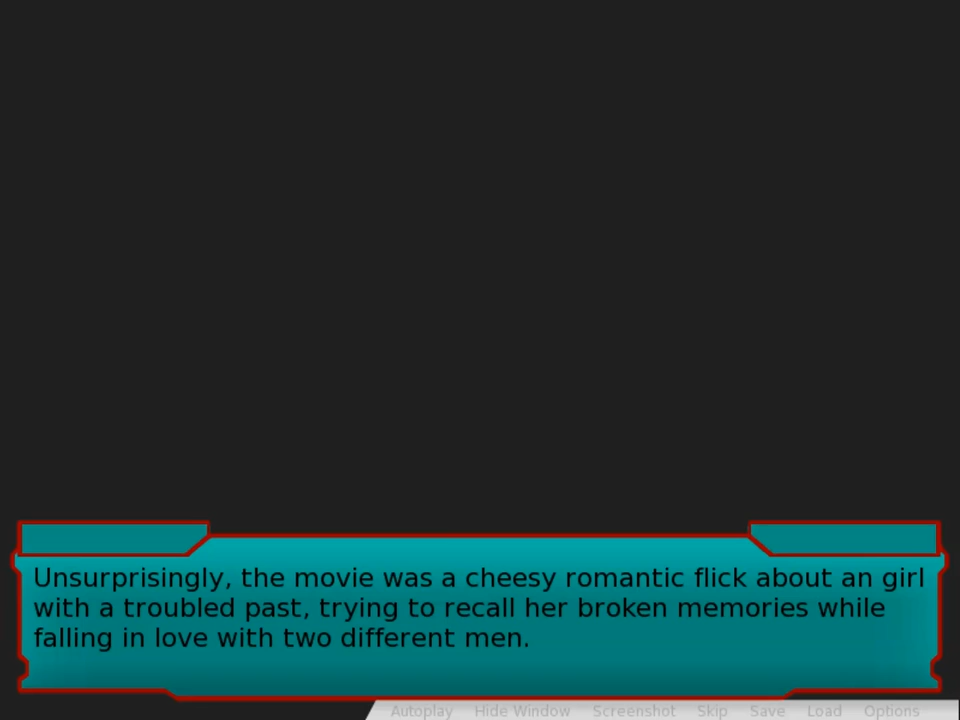 Unsurprisingly, the movie was a cheesy romantic flick about an girl
with a troubled past, trying to recall her broken memories while
falling in love with two different men.
Autoplay Hide Window Screenshot Skip Save Load Options